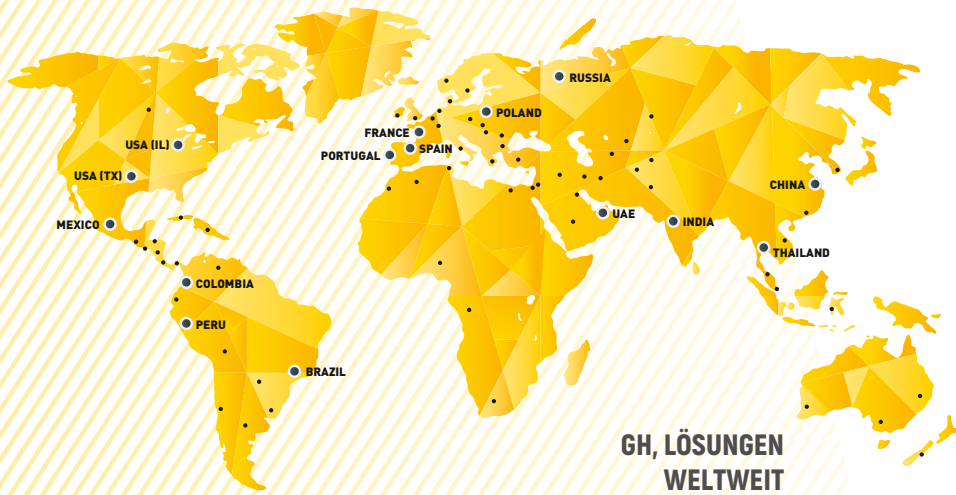 RUSSIA
POLAND
FRANCE
USA (IL)
SPAIN
PORTUGAL
USA (TX)
CHINA
UAE
INDIA
MEXICO
THAILAND
COLOMBIA
PERU
BRAZIL
GH, LÖSUNGEN
WELTWEIT